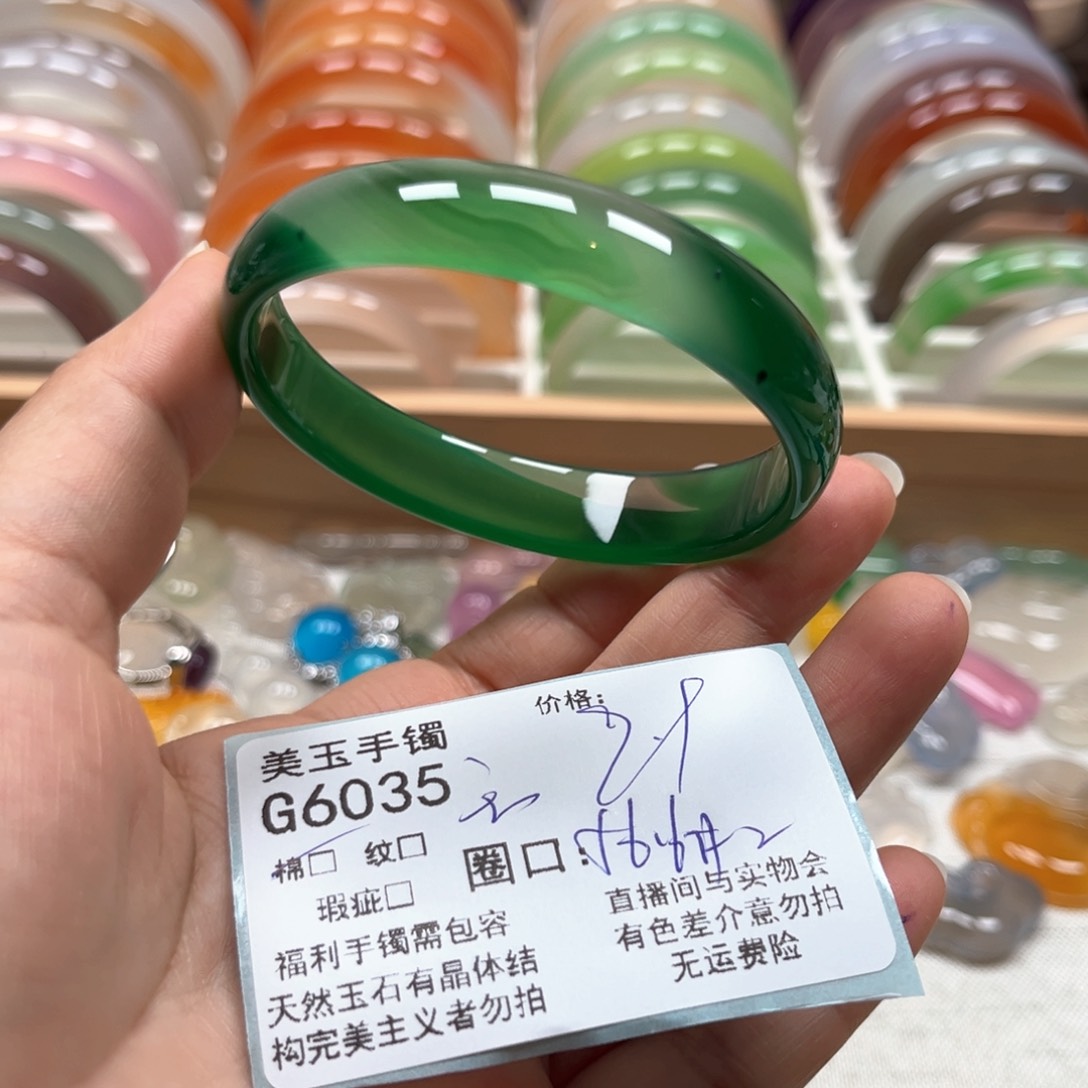 美玉手镯
价格:
G6035
棉□ 纹□
圈口:
瑕疵□
福利手镯需包容
天然玉石有晶体结
构完美主义者勿拍
直播间与实物会
有色差介意勿拍
无运费险